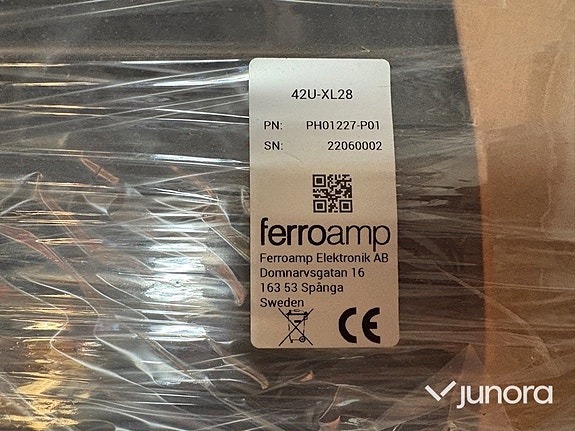 42U-XL28
PN: PH01227-P01
SN: 22060002
ferroamp
Ferroamp Elektronik AB
Domnarvsgatan 16
163 53 Spånga
Sweden
CE
junora